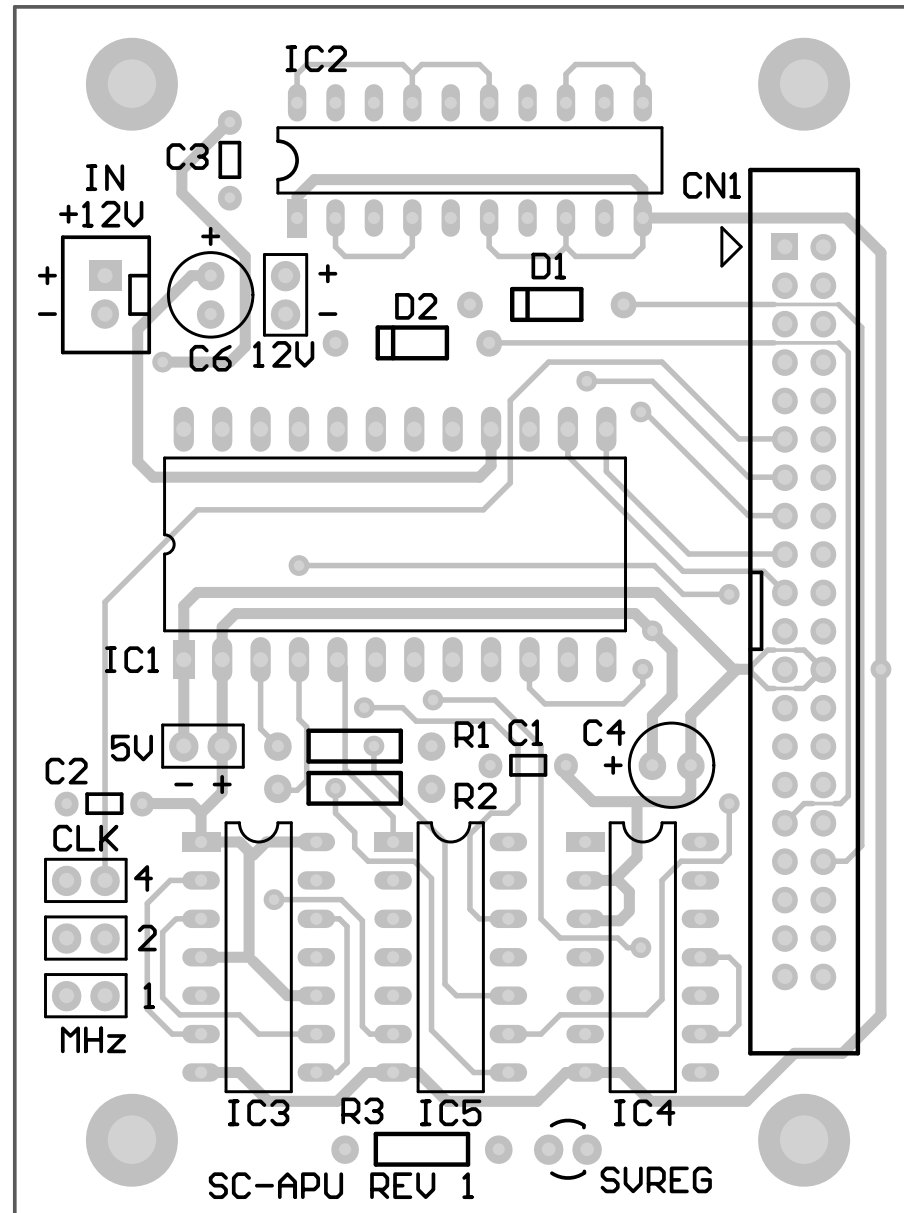 IC2
C3
IN
+12V
CN1
+
+
+
-
-
D1
D2
C6
12V
IC1
5V
- +
R1
C1
C4
+
C2
R2
CLK
4
2
1
MHz
IC3
R3
IC5
IC4
SC-APU REV 1
SVREG